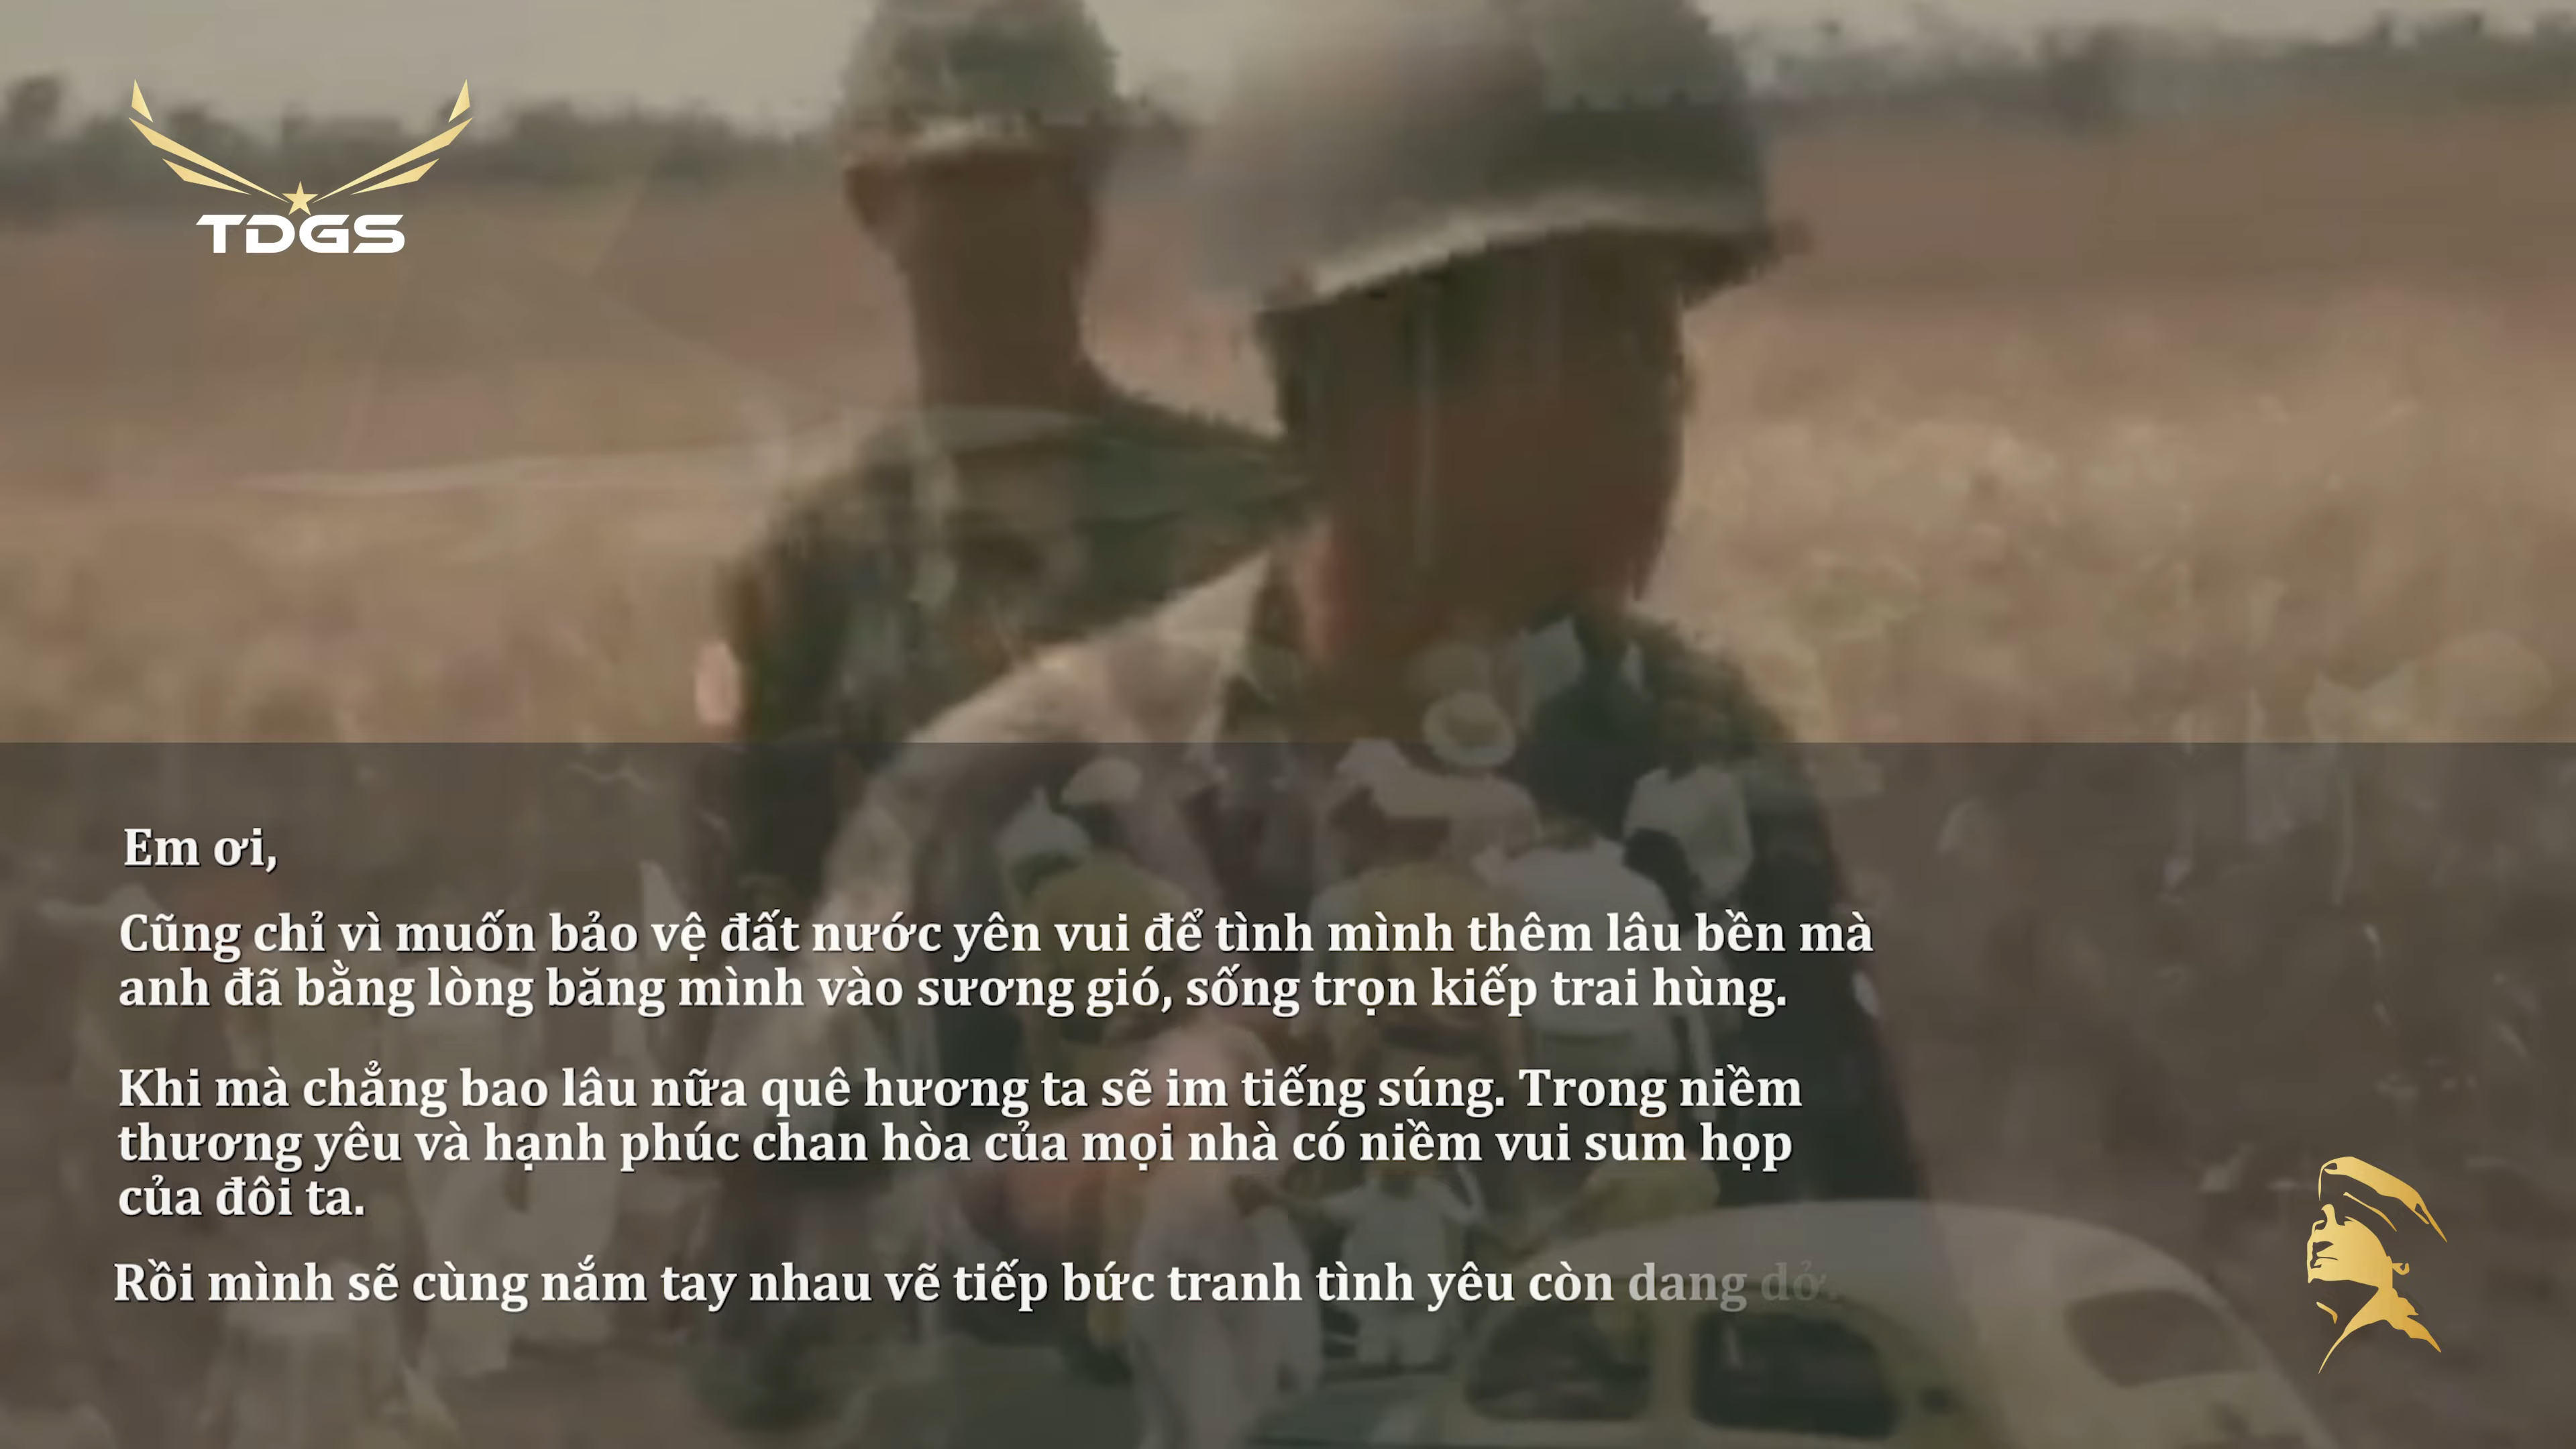 TDGS
Em ơi,
Cũng chỉ vì muốn bảo vệ đất nước yên vui để tình mình thêm lâu bền mà
anh đã bằng lòng băng mình vào sương gió, sống trọn kiếp trai hùng.
Khi mà chẳng bao lâu nữa quê hương ta sẽ im tiếng súng. Trong niềm
thương yêu và hạnh phúc chan hòa của mọi nhà có niềm vui sum họp
của đôi ta.
Rồi mình sẽ cùng nắm tay nhau vẽ tiếp bức tranh tình yêu còn dang dở.